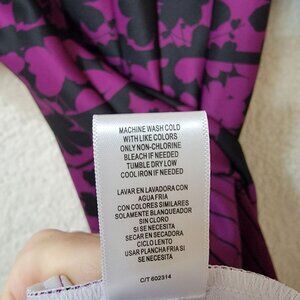 MACHINE WASH COLD
WITH LIKE COLORS
ONLY NON-CHLORINE
BLEACH IF NEEDED
TUMBLE DRY LOW
COOL IRON IF NEEDED
LAVAR EN LAVADORA CON
AGUA FRIA
CON COLORES SIMILARES
SOLAMENTE BLANQUEADOR
SIN CLORO
SI SE NECESITA
SECAR EN SECADORA
CICLO LENTO
USAR PLANCHA FRIA SI
SE NECESITA
C/T 602314